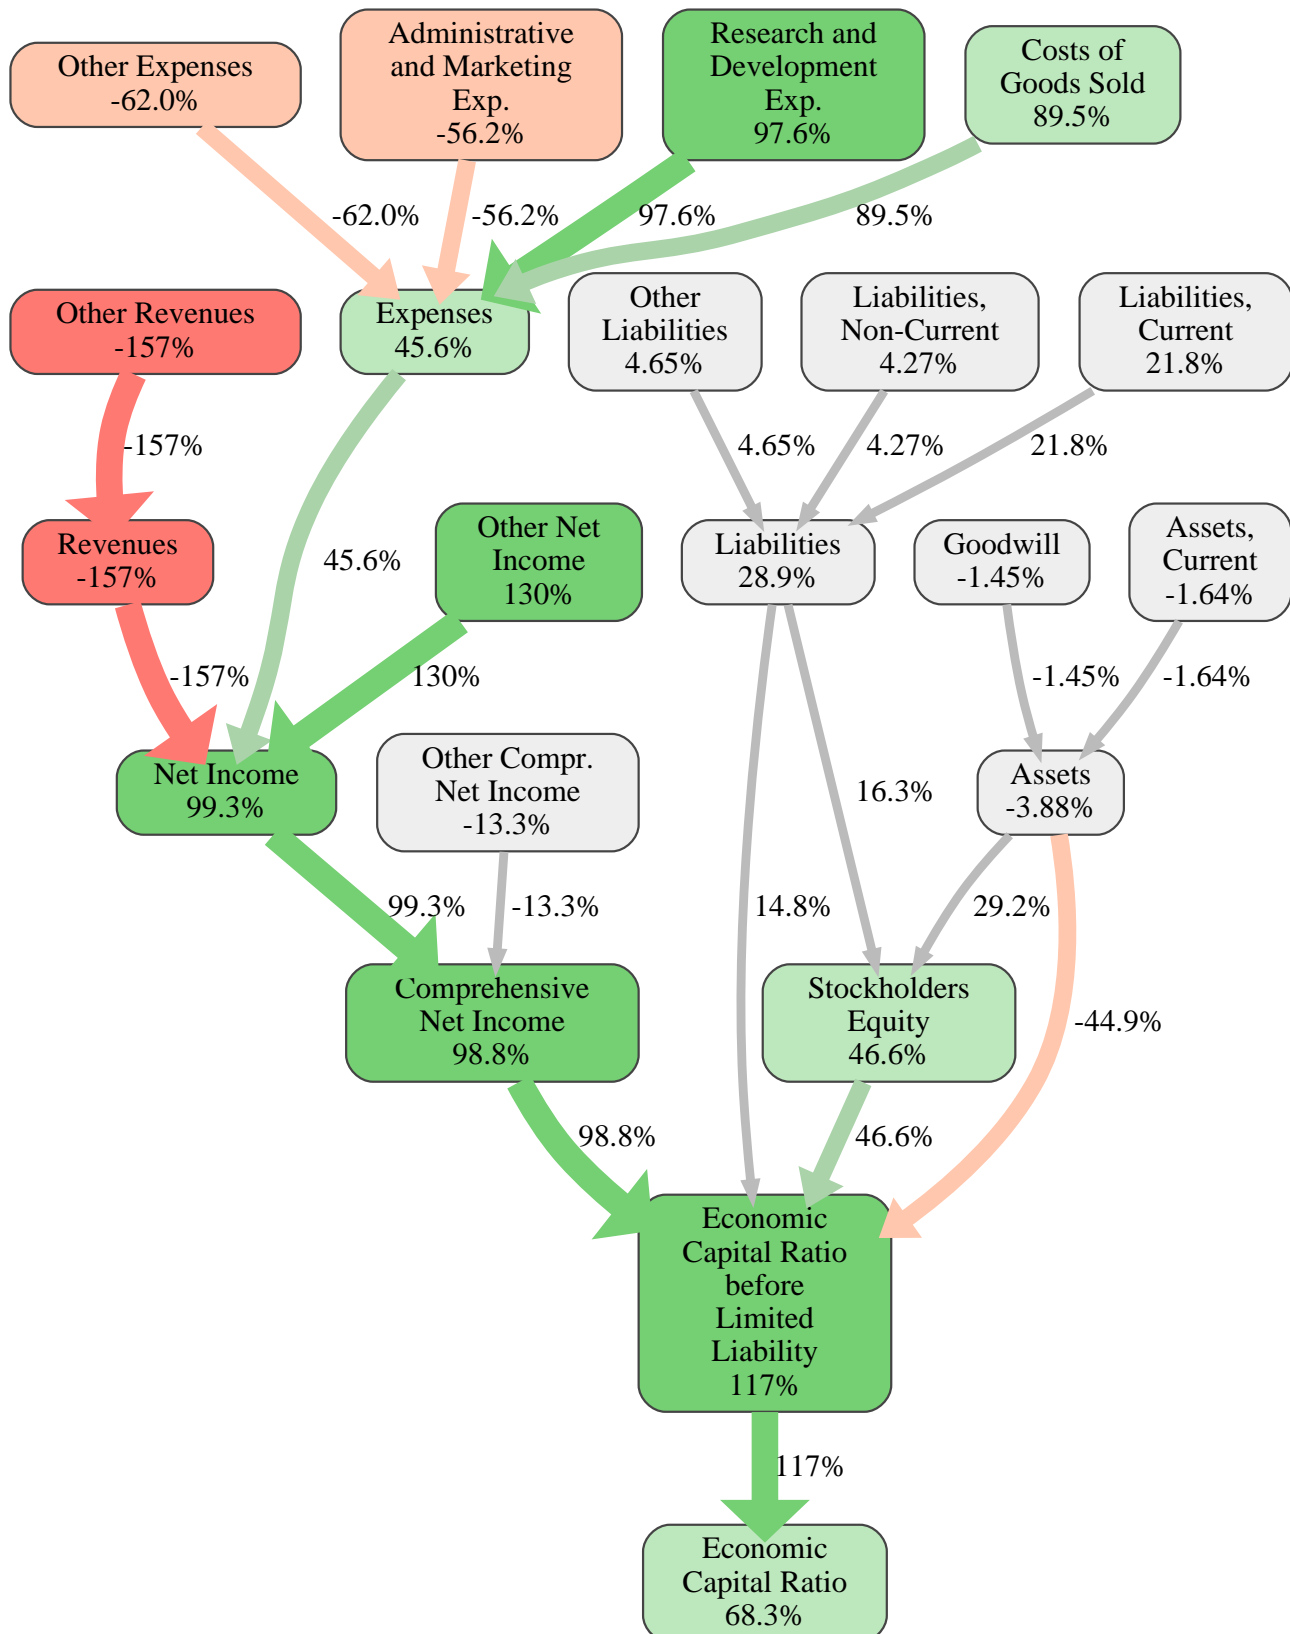 Other Expenses
-62.0%
Administrative
and Marketing
Exp.
-56.2%
Research and
Development
Exp.
97.6%
Costs of
Goods Sold
89.5%
-62.0%
-56.2%
97.6%
89.5%
Other Revenues
-157%
Expenses
45.6%
Other
Liabilities
4.65%
Liabilities,
Non-Current
4.27%
Liabilities,
Current
21.8%
-157%
4.65%
4.27%
21.8%
Revenues
-157%
45.6%
Other Net
Income
130%
Liabilities
28.9%
Goodwill
-1.45%
Assets,
Current
-1.64%
-157%
130%
-1.45%
-1.64%
Net Income
99.3%
Other Compr.
Net Income
-13.3%
16.3%
Assets
-3.88%
99.3%
-13.3%
14.8%
29.2%
Comprehensive
Net Income
98.8%
Stockholders
Equity
46.6%
-44.9%
98.8%
46.6%
Economic
Capital Ratio
before
Limited
Liability
117%
117%
Economic
Capital Ratio
68.3%